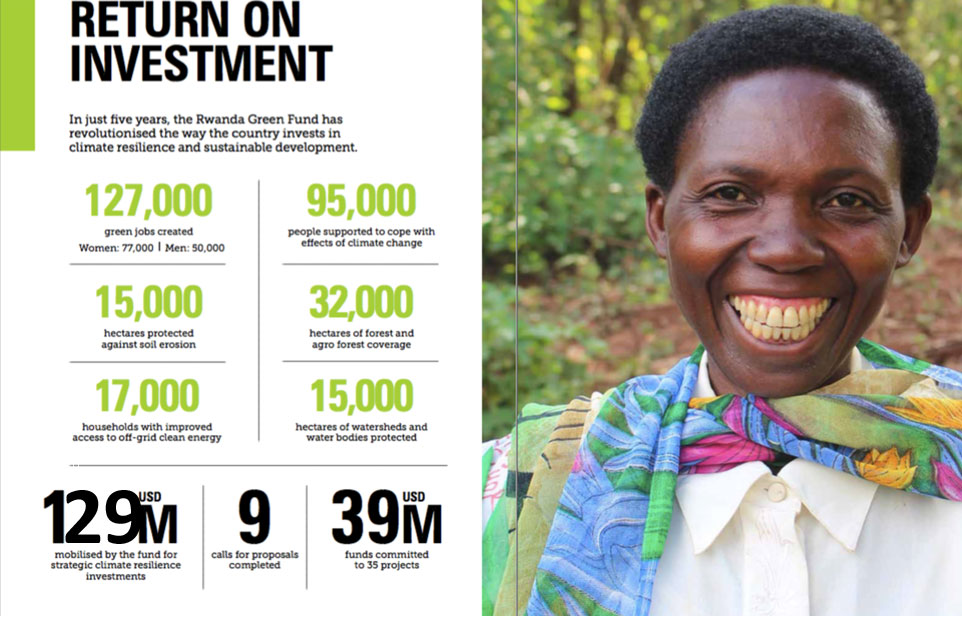 RETURN ON
INVESTMENT
In just five years, the Rwanda Green Fund has
revolutionised the way the country invests in
climate resilience and sustainable development.
127,000
green jobs created
Women: 77,000 | Men: 50,000
95,000
people supported to cope with
effects of climate change
15,000
hectares protected
against soil erosion
32,000
hectares of forest and
agro forest coverage
17,000
households with improved
access to off-grid clean energy
15,000
hectares of watersheds and
water bodies protected
129 USD M
mobilised by the fund for
strategic climate resilience
investments
9
calls for proposals
completed
39 USD M
funds committed
to 35 projects